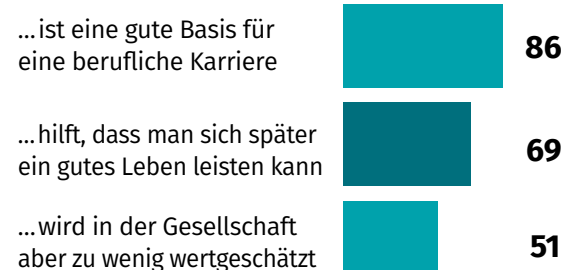 ...ist eine gute Basis für
eine berufliche Karriere
86
...hilft, dass man sich später
ein gutes Leben leisten kann
69
...wird in der Gesellschaft
aber zu wenig wertgeschätzt
51